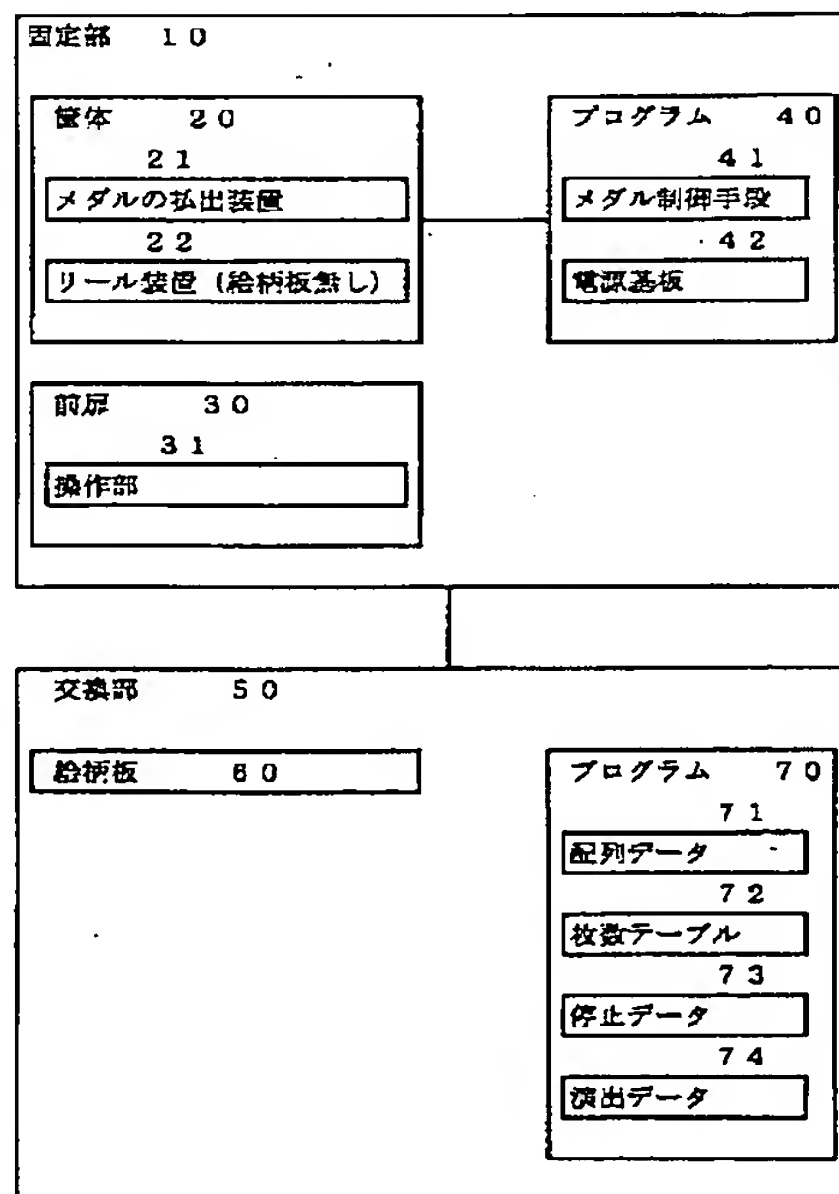 固定部 10
筐体 20
21
メダルの払出装置
22
リール装置（絵柄板無し）
プログラム 40
41
メダル制御手段
42
電源基板
前扉 30
31
操作部
交換部 50
絵柄板 60
プログラム 70
71
配列データ
72
枚数テーブル
73
停止データ
74
演出データ